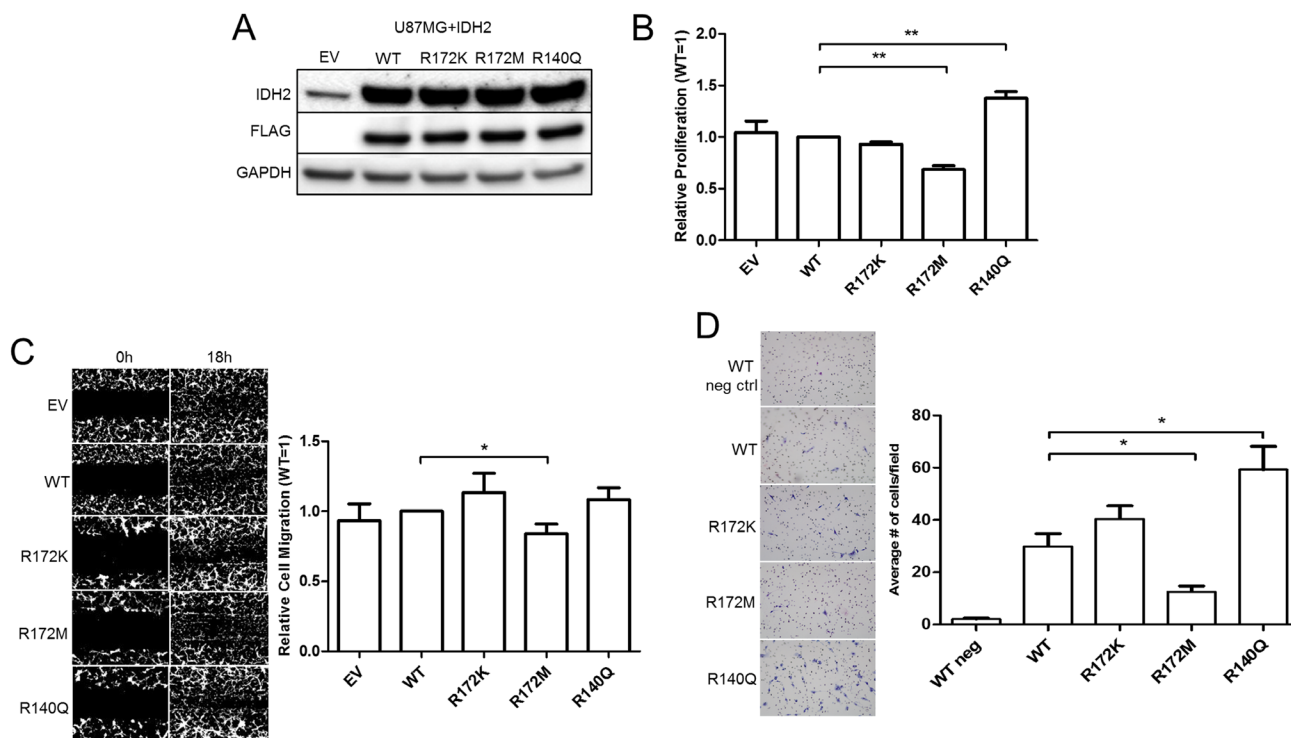 A
U87MG+IDH2
EV WT R172K R172M R140Q
IDH2
FLAG
GAPDH
B
Relative Proliferation (WT=1)
**
**
2.0
1.5
1.0
0.5
0.0
EV WT R172K R172M R140Q
C
0h 18h
EV
WT
R172K
R172M
R140Q
Relative Cell Migration (WT=1)
*
1.5
1.0
0.5
0.0
EV WT R172K R172M R140Q
D
WT
neg ctrl
WT
R172K
R172M
R140Q
Average # of cells/field
*
*
80
60
40
20
0
WT neg WT R172K R172M R140Q